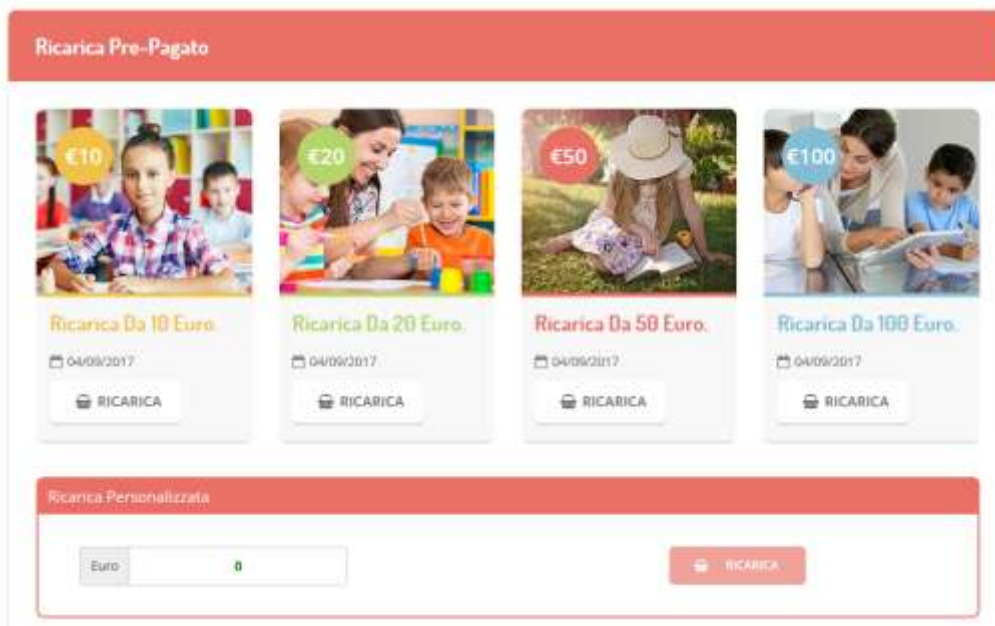 Ricarica Pre-Pagato
€10
€20
€50
€100
Ricarica Da 10 Euro.
Ricarica Da 20 Euro.
Ricarica Da 50 Euro.
Ricarica Da 100 Euro.
04/09/2017
04/09/2017
04/09/2017
04/09/2017
RICARICA
RICARICA
RICARICA
RICARICA
Ricarica Personalizzata
Euro
0
RICARICA